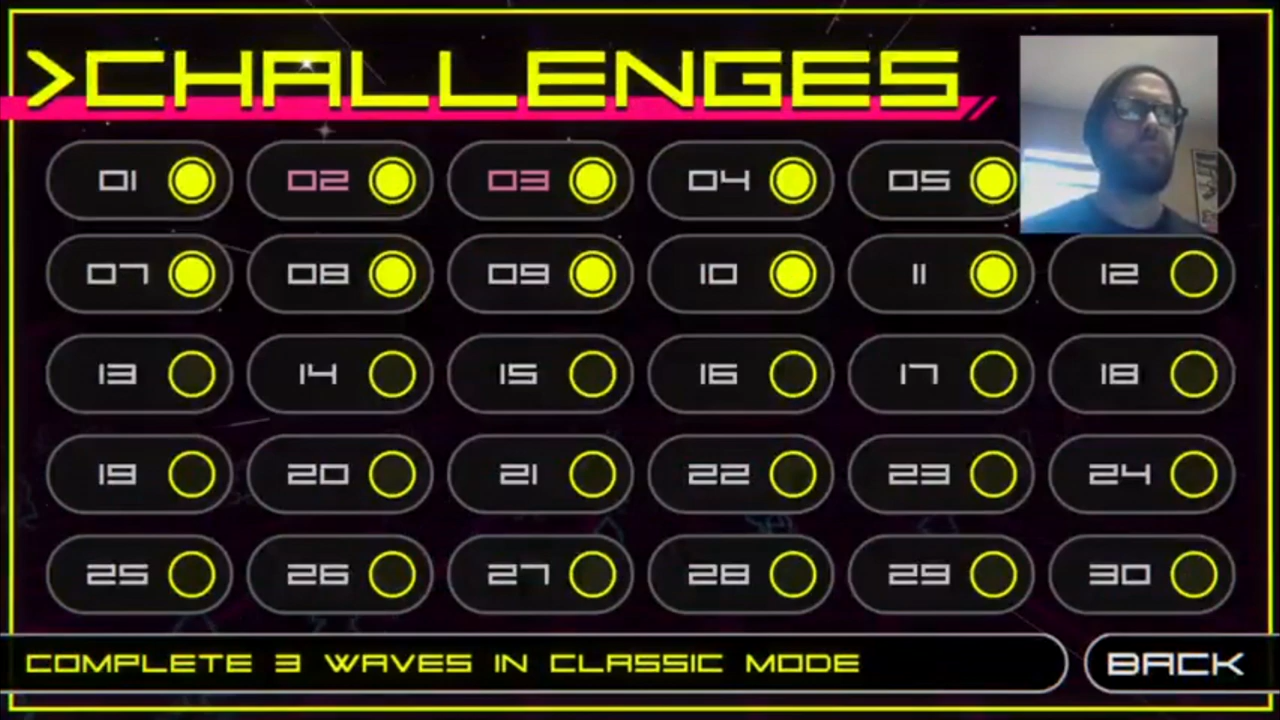 >CHALLENGES
01 02 03 04 05
07 08 09 10 11 12
13 14 15 16 17 18
19 20 21 22 23 24
25 26 27 28 29 30
COMPLETE 3 WAVES IN CLASSIC MODE BACK